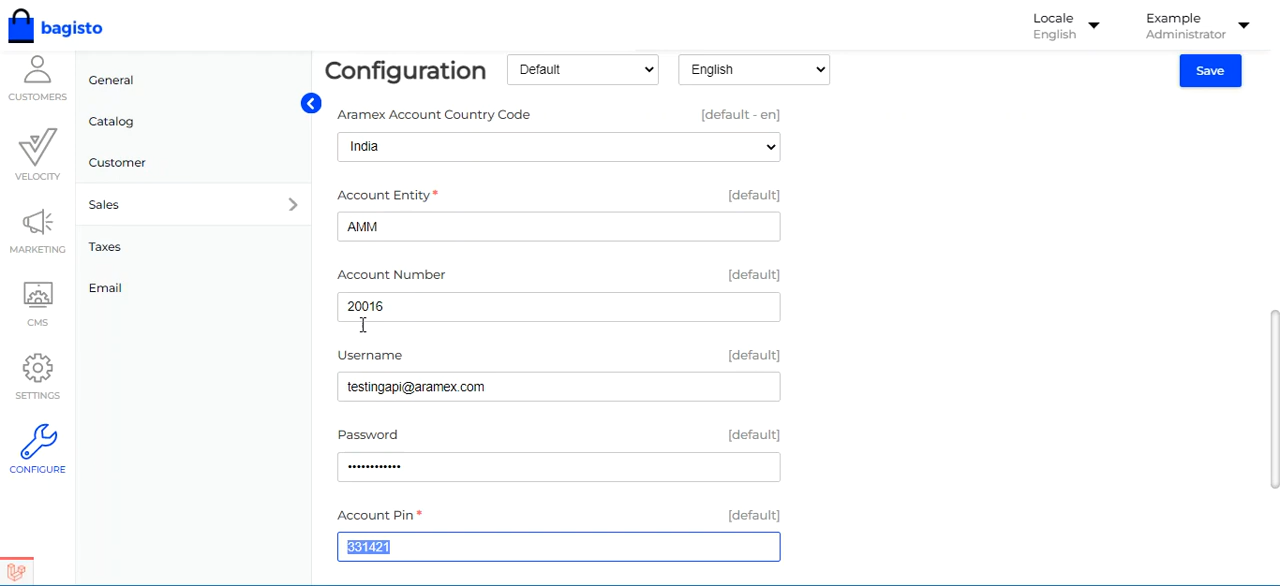 bagisto
Locale
English
Example
Administrator
CUSTOMERS
VELOCITY
MARKETING
CMS
SETTINGS
CONFIGURE
General
Catalog
Customer
Sales
Taxes
Email
Configuration Default English Save
Aramex Account Country Code [default - en]
India
Account Entity* [default]
AMM
Account Number [default]
20016
Username [default]
testingapi@aramex.com
Password [default]
••••••••••••
Account Pin* [default]
331421